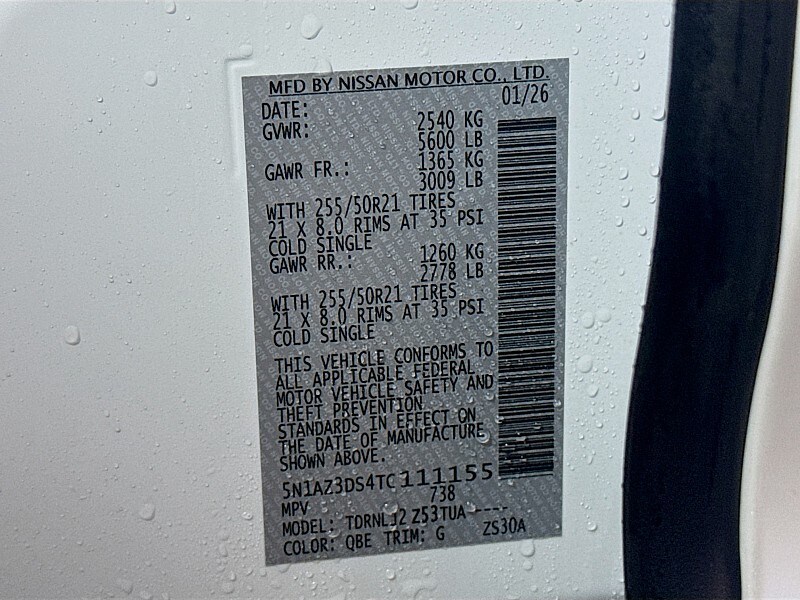 MFD BY NISSAN MOTOR CO., LTD.
DATE: 01/26
GVWR: 2540 KG
5600 LB
GAWR FR.: 1365 KG
3009 LB
WITH 255/50R21 TIRES
21 X 8.0 RIMS AT 35 PSI
COLD SINGLE
GAWR RR.: 1260 KG
2778 LB
WITH 255/50R21 TIRES
21 X 8.0 RIMS AT 35 PSI
COLD SINGLE
THIS VEHICLE CONFORMS TO
ALL APPLICABLE FEDERAL
MOTOR VEHICLE SAFETY AND
THEFT PREVENTION
STANDARDS IN EFFECT ON
THE DATE OF MANUFACTURE
SHOWN ABOVE.
5N1AZ3DS4TC111155
MPV 738
MODEL: TDRNL12 Z53TUA ----
COLOR: QBE TRIM: G ZS30A